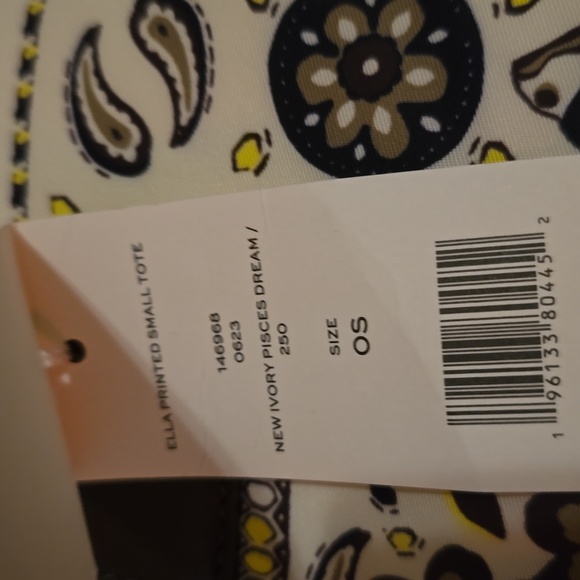 ELLA PRINTED SMALL TOTE
146968
0623
NEW IVORY PISCES DREAM /
250
SIZE
OS
1 96133 80445 2